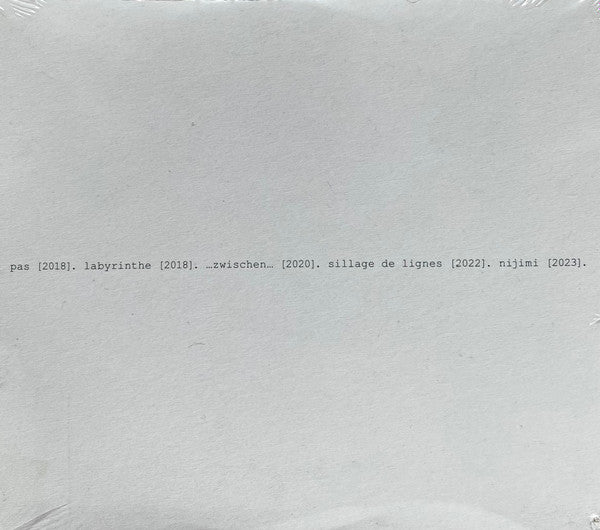 pas [2018]. labyrinthe [2018]. …zwischen… [2020]. sillage de lignes [2022]. nijimi [2023].